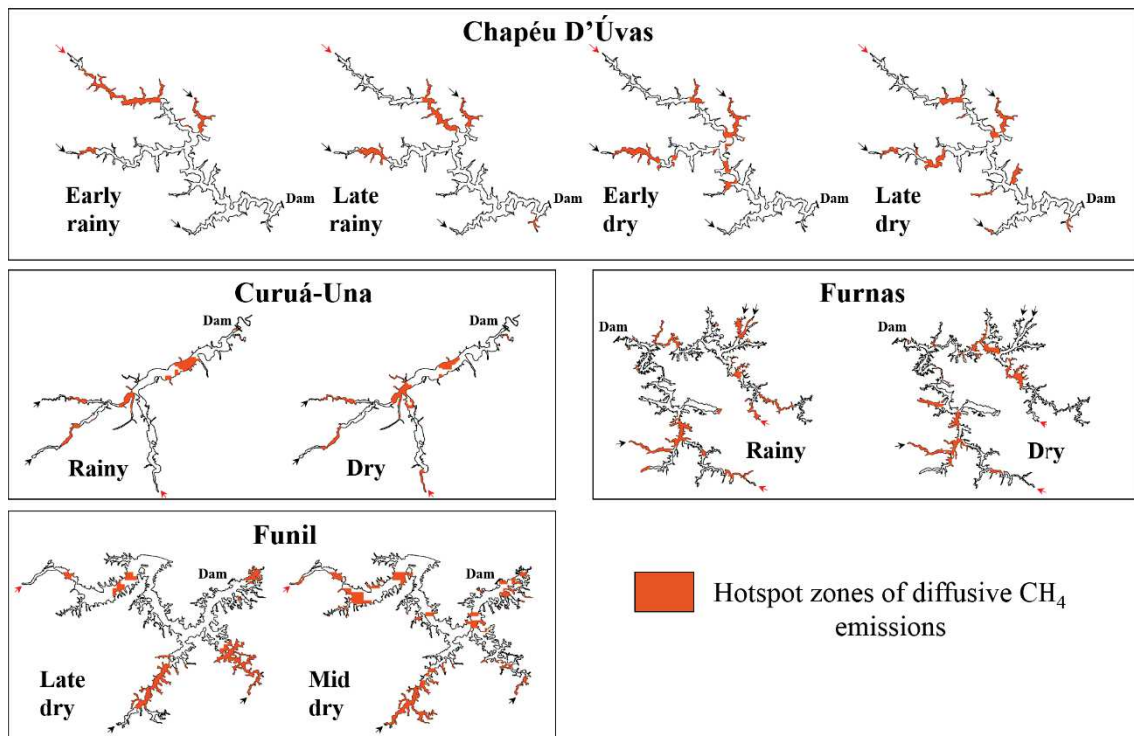 Chapéu D'Úvas
Dam
Dam
Dam
Dam
Early
rainy
Late
rainy
Early
dry
Late
dry
Curuá-Una
Dam
Dam
Rainy
Dry
Furnas
Dam
Dam
Rainy
Dry
Funil
Dam
Dam
Late
dry
Mid
dry
Hotspot zones of diffusive CH₄
emissions